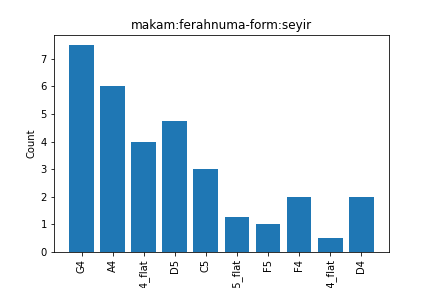 makam:ferahnuma-form:seyir
Count
7
6
5
4
3
2
1
0
G4
A4
4_flat
D5
C5
5_flat
F5
F4
4_flat
D4